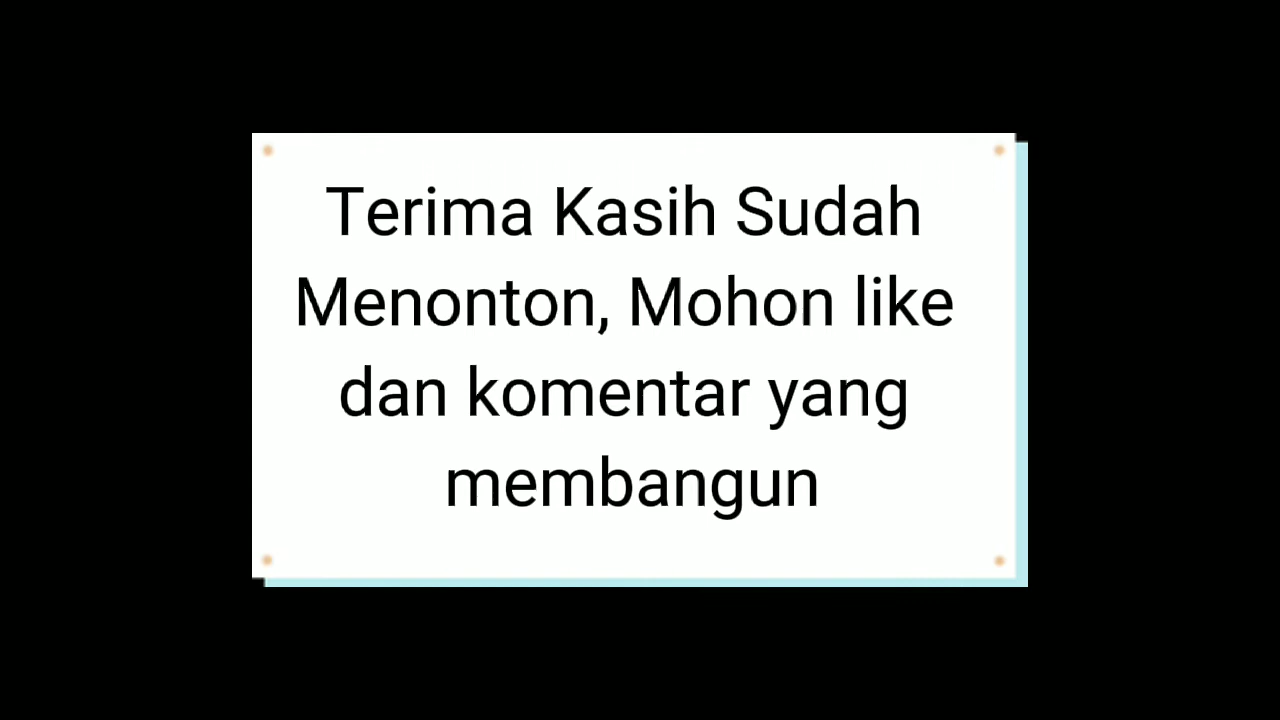 Terima Kasih Sudah
Menonton, Mohon like
dan komentar yang
membangun